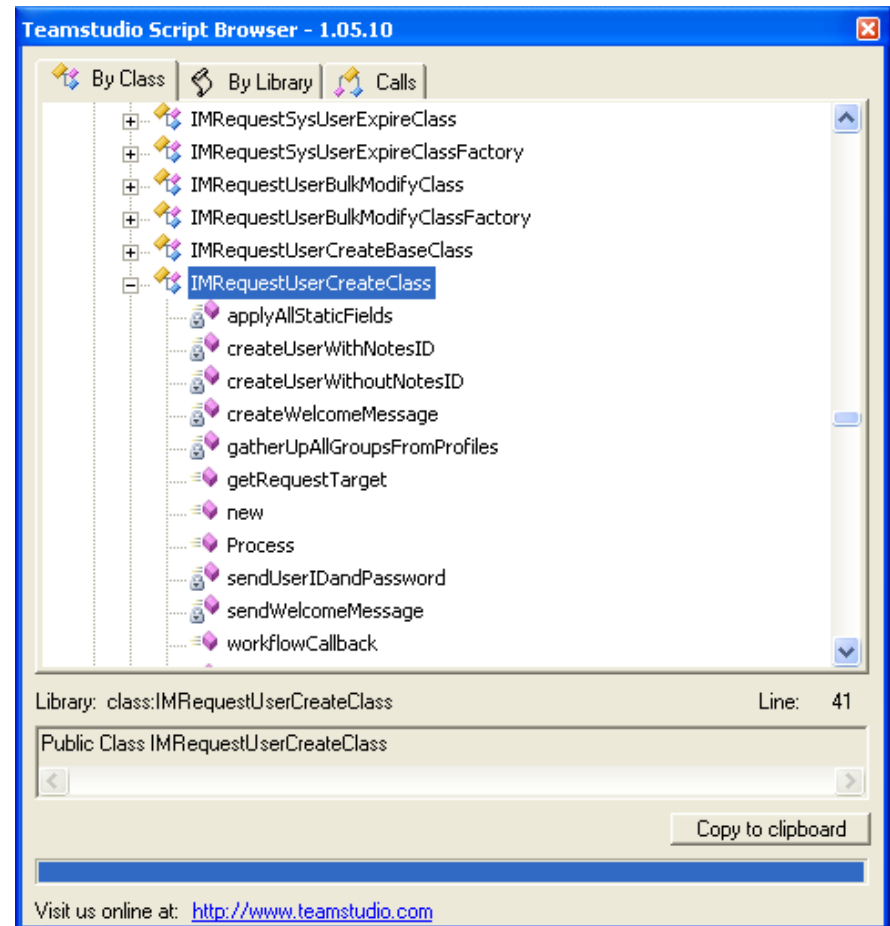 Teamstudio Script Browser - 1.05.10
By Class By Library Calls
IMRequestSysUserExpireClass
IMRequestSysUserExpireClassFactory
IMRequestUserBulkModifyClass
IMRequestUserBulkModifyClassFactory
IMRequestUserCreateBaseClass
IMRequestUserCreateClass
applyAllStaticFields
createUserWithNotesID
createUserWithoutNotesID
createWelcomeMessage
gatherUpAllGroupsFromProfiles
getRequestTarget
new
Process
sendUserIDandPassword
sendWelcomeMessage
workflowCallback
Library: class:IMRequestUserCreateClass Line: 41
Public Class IMRequestUserCreateClass
Copy to clipboard
Visit us online at: http://www.teamstudio.com